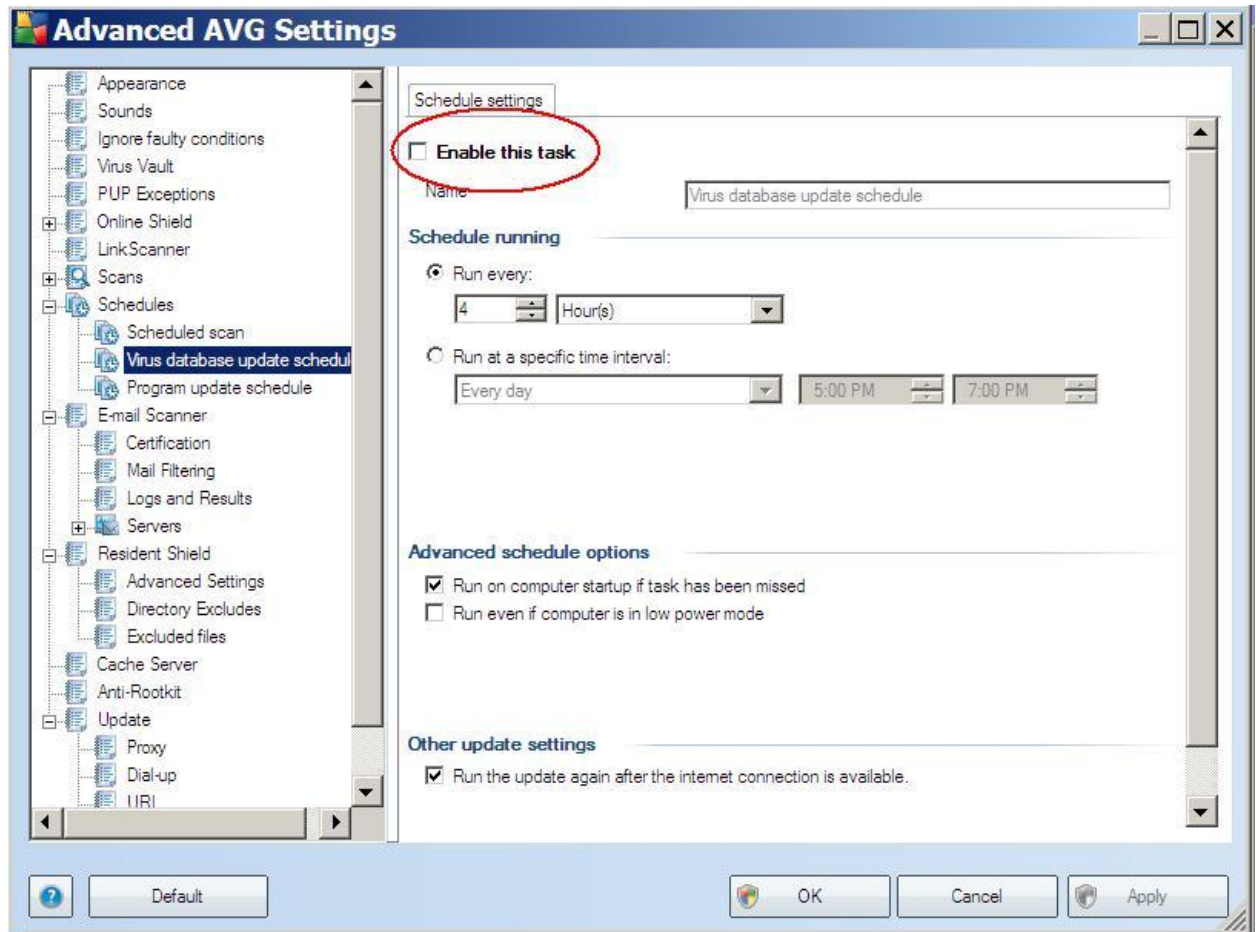 Advanced AVG Settings
Appearance
Sounds
Ignore faulty conditions
Virus Vault
PUP Exceptions
Online Shield
LinkScanner
Scans
Schedules
Scheduled scan
Virus database update schedul
Program update schedule
E-mail Scanner
Certification
Mail Filtering
Logs and Results
Servers
Resident Shield
Advanced Settings
Directory Excludes
Excluded files
Cache Server
Anti-Rootkit
Update
Proxy
Dial-up
URL
Schedule settings
Enable this task
Name Virus database update schedule
Schedule running
Run every:
4 Hour(s)
Run at a specific time interval:
Every day 5:00 PM 7:00 PM
Advanced schedule options
Run on computer startup if task has been missed
Run even if computer is in low power mode
Other update settings
Run the update again after the internet connection is available.
? Default OK Cancel Apply